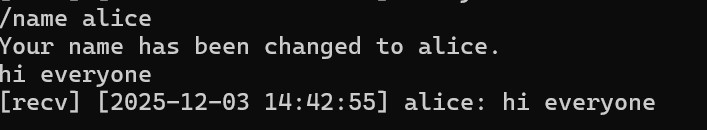 /name alice
Your name has been changed to alice.
hi everyone
[recv] [2025-12-03 14:42:55] alice: hi everyone